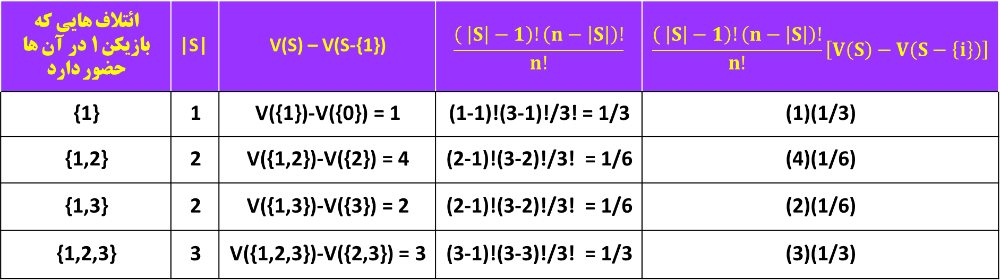 ائتلاف هایی که
بازیکن ۱ در آن ها
حضور دارد
|S|
V(S) – V(S-{1})
( |S| − 1)! (n − |S|)! / n!
( |S| − 1)! (n − |S|)! / n! [V(S) − V(S − {i})]
{1} 1 V({1})-V({0}) = 1 (1-1)!(3-1)!/3! = 1/3 (1)(1/3)
{1,2} 2 V({1,2})-V({2}) = 4 (2-1)!(3-2)!/3! = 1/6 (4)(1/6)
{1,3} 2 V({1,3})-V({3}) = 2 (2-1)!(3-2)!/3! = 1/6 (2)(1/6)
{1,2,3} 3 V({1,2,3})-V({2,3}) = 3 (3-1)!(3-3)!/3! = 1/3 (3)(1/3)